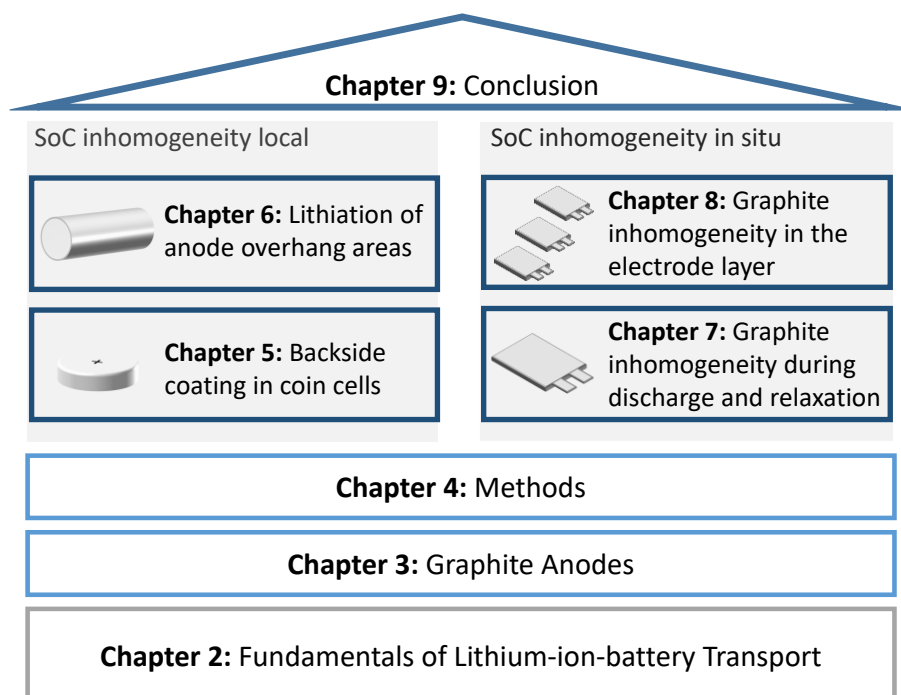 Chapter 9: Conclusion
SoC inhomogeneity local
Chapter 6: Lithiation of
anode overhang areas
Chapter 5: Backside
coating in coin cells
SoC inhomogeneity in situ
Chapter 8: Graphite
inhomogeneity in the
electrode layer
Chapter 7: Graphite
inhomogeneity during
discharge and relaxation
Chapter 4: Methods
Chapter 3: Graphite Anodes
Chapter 2: Fundamentals of Lithium-ion-battery Transport